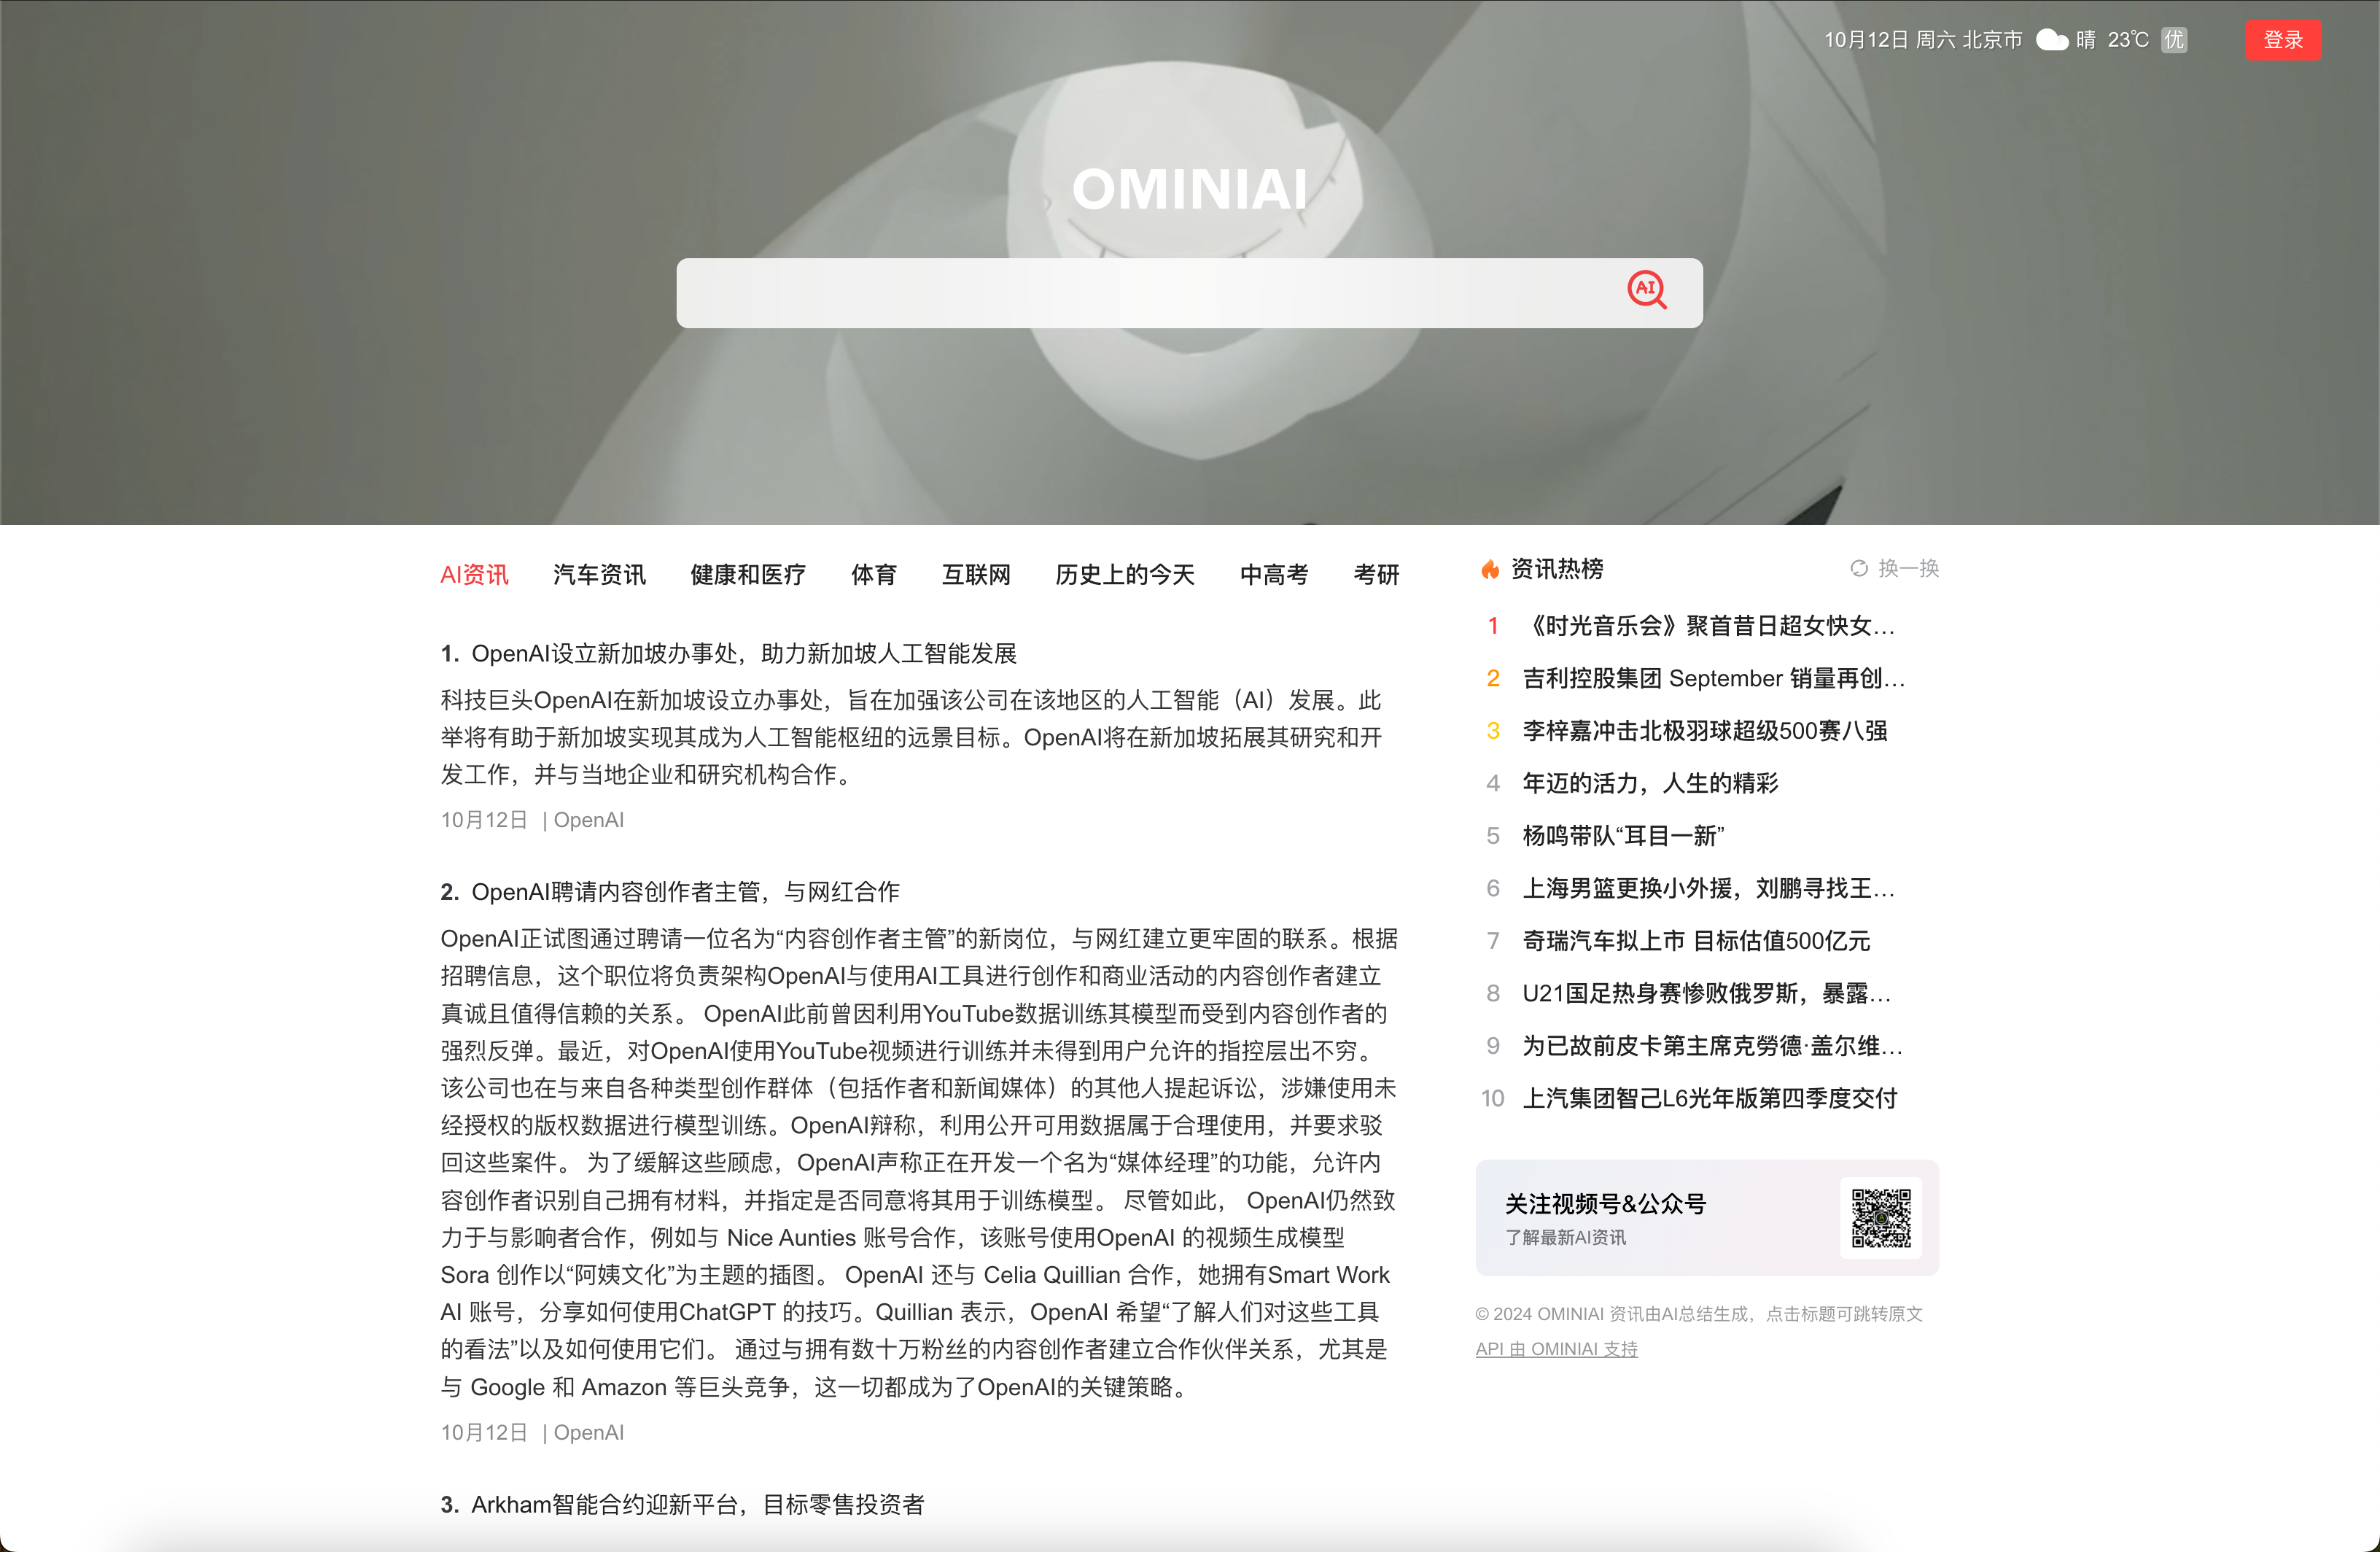 10月12日 周六 北京市 晴 23℃ 优
登录
OMINIAI
AI
AI资讯 汽车资讯 健康和医疗 体育 互联网 历史上的今天 中高考 考研
1. OpenAI设立新加坡办事处，助力新加坡人工智能发展
科技巨头OpenAI在新加坡设立办事处，旨在加强该公司在该地区的人工智能（AI）发展。此
举将有助于新加坡实现其成为人工智能枢纽的远景目标。OpenAI将在新加坡拓展其研究和开
发工作，并与当地企业和研究机构合作。
10月12日 | OpenAI
2. OpenAI聘请内容创作者主管，与网红合作
OpenAI正试图通过聘请一位名为“内容创作者主管”的新岗位，与网红建立更牢固的联系。根据
招聘信息，这个职位将负责架构OpenAI与使用AI工具进行创作和商业活动的内容创作者建立
真诚且值得信赖的关系。 OpenAI此前曾因利用YouTube数据训练其模型而受到内容创作者的
强烈反弹。最近，对OpenAI使用YouTube视频进行训练并未得到用户允许的指控层出不穷。
该公司也在与来自各种类型创作群体（包括作者和新闻媒体）的其他人提起诉讼，涉嫌使用未
经授权的版权数据进行模型训练。OpenAI辩称，利用公开可用数据属于合理使用，并要求驳
回这些案件。 为了缓解这些顾虑，OpenAI声称正在开发一个名为“媒体经理”的功能，允许内
容创作者识别自己拥有材料，并指定是否同意将其用于训练模型。 尽管如此， OpenAI仍然致
力于与影响者合作，例如与 Nice Aunties 账号合作，该账号使用OpenAI 的视频生成模型
Sora 创作以“阿姨文化”为主题的插图。 OpenAI 还与 Celia Quillian 合作，她拥有Smart Work
AI 账号，分享如何使用ChatGPT 的技巧。Quillian 表示，OpenAI 希望“了解人们对这些工具
的看法”以及如何使用它们。 通过与拥有数十万粉丝的内容创作者建立合作伙伴关系，尤其是
与 Google 和 Amazon 等巨头竞争，这一切都成为了OpenAI的关键策略。
10月12日 | OpenAI
3. Arkham智能合约迎新平台，目标零售投资者
资讯热榜 换一换
1 《时光音乐会》聚首昔日超女快女…
2 吉利控股集团 September 销量再创…
3 李梓嘉冲击北极羽球超级500赛八强
4 年迈的活力，人生的精彩
5 杨鸣带队“耳目一新”
6 上海男篮更换小外援，刘鹏寻找王…
7 奇瑞汽车拟上市 目标估值500亿元
8 U21国足热身赛惨败俄罗斯，暴露…
9 为已故前皮卡第主席克勞德·盖尔维…
10 上汽集团智己L6光年版第四季度交付
关注视频号&公众号
了解最新AI资讯
© 2024 OMINIAI 资讯由AI总结生成，点击标题可跳转原文
API 由 OMINIAI 支持